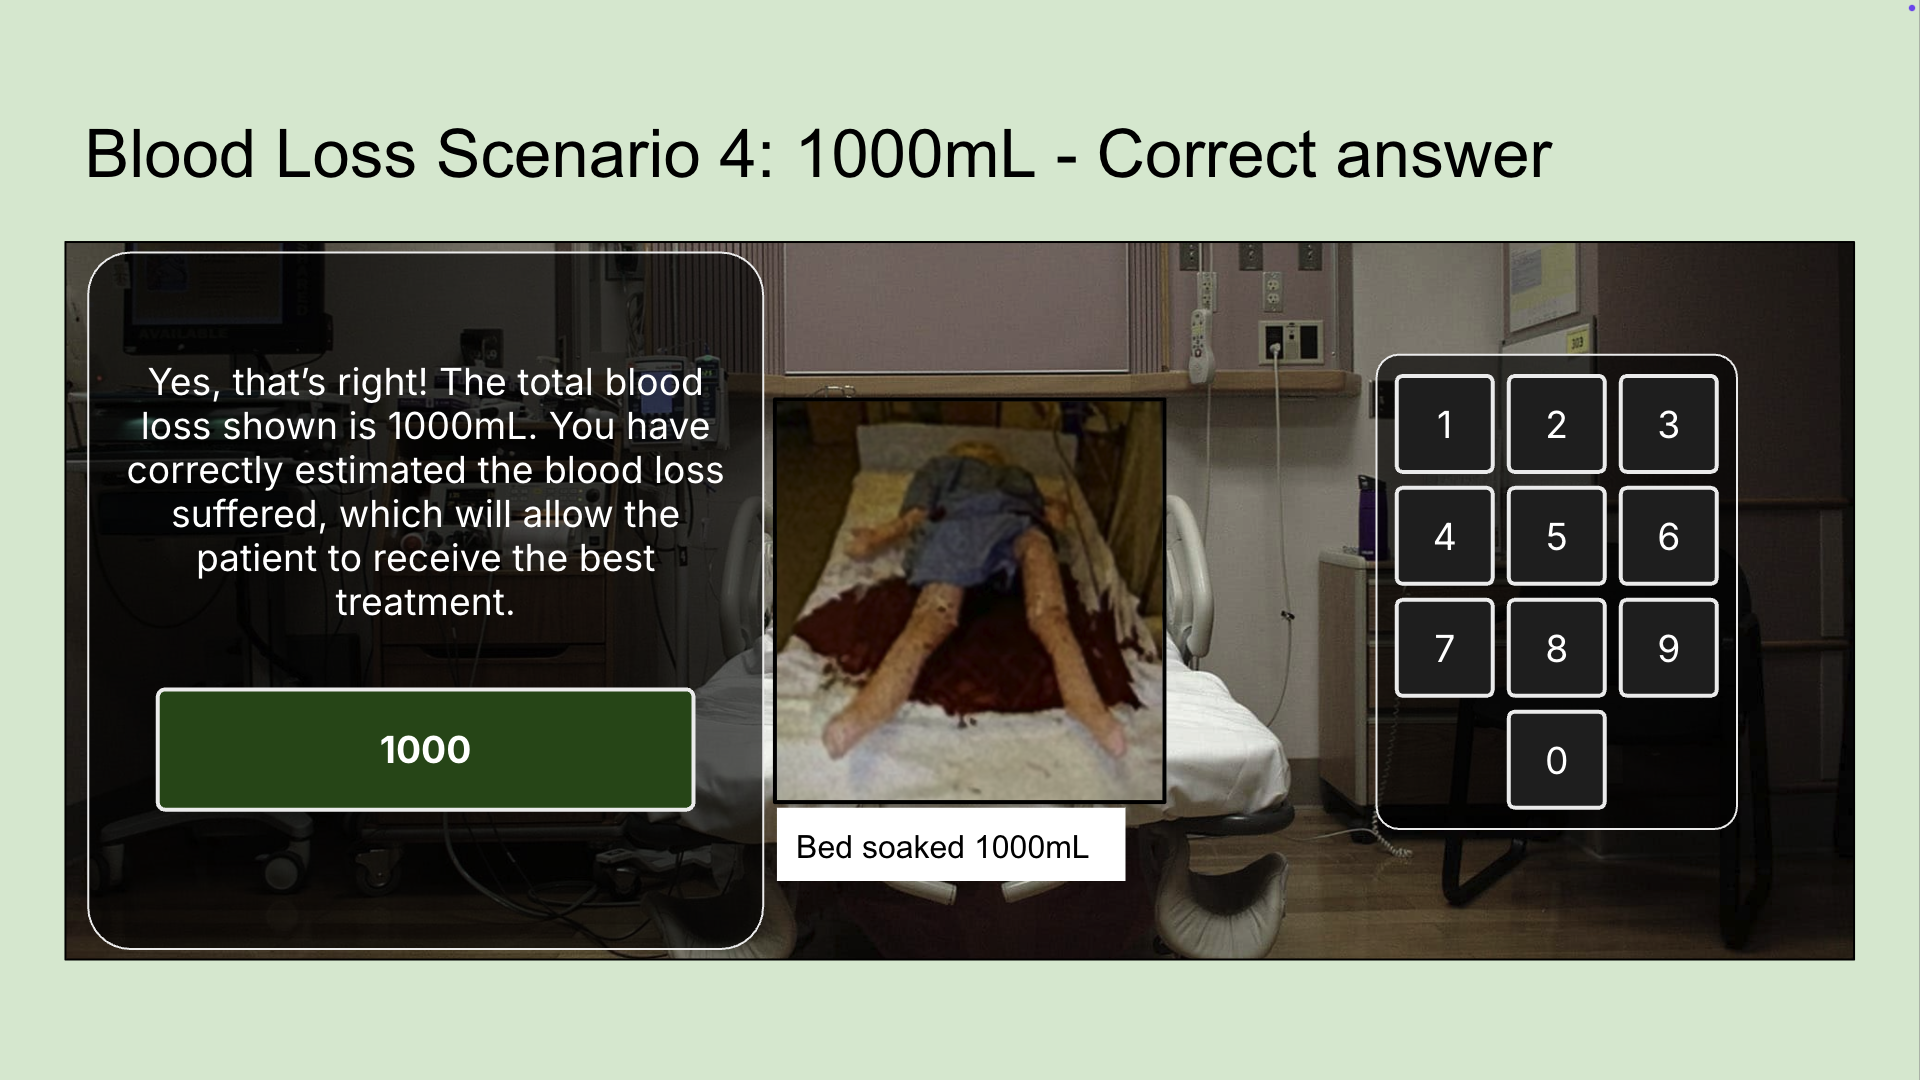 Blood Loss Scenario 4: 1000mL - Correct answer
Yes, that’s right! The total blood
loss shown is 1000mL. You have
correctly estimated the blood loss
suffered, which will allow the
patient to receive the best
treatment.
1000
Bed soaked 1000mL
1 2 3
4 5 6
7 8 9
0
AVAILABLE
303